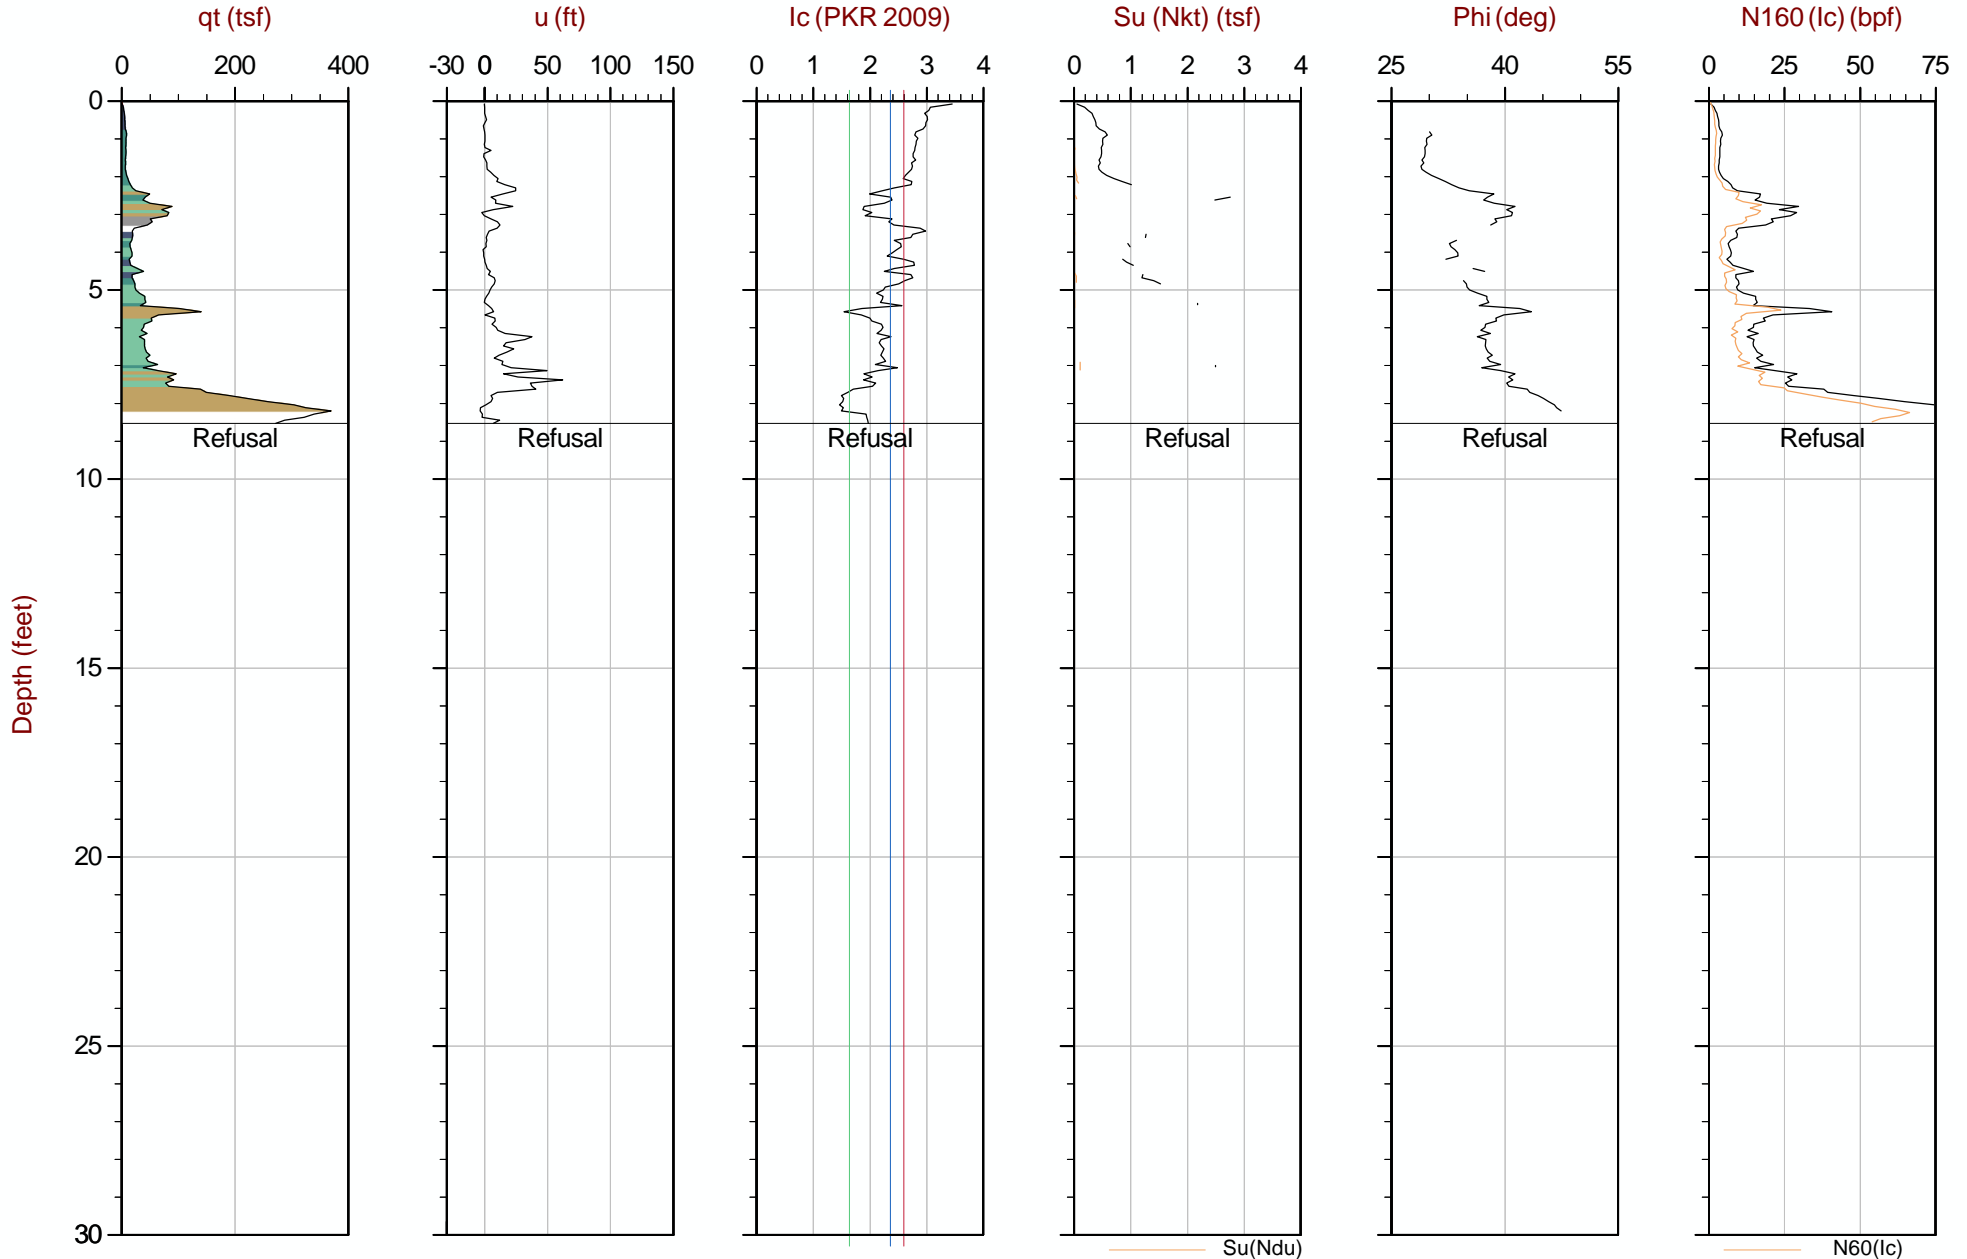 qt (tsf) u (ft) Ic (PKR 2009) Su (Nkt) (tsf) Phi (deg) N160 (Ic) (bpf)
0 200 400 -30 0 50 100 150 0 1 2 3 4 0 1 2 3 4 25 40 55 0 25 50 75
0
5
Refusal Refusal Refusal Refusal Refusal Refusal
10
Depth (feet)
15
20
25
30
Su(Ndu) N60(Ic)